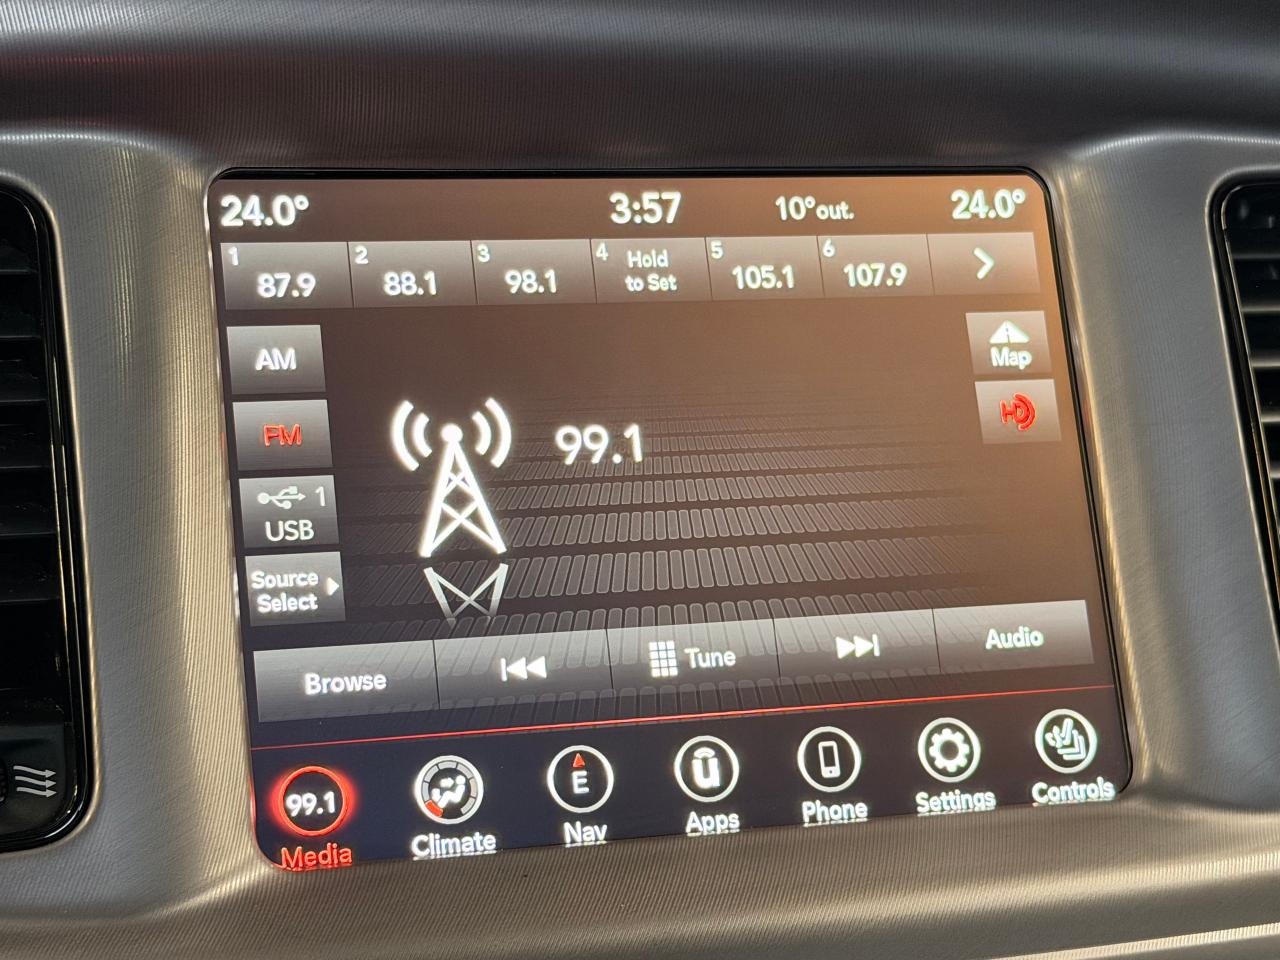 24.0° 3:57 10°out. 24.0°
1 87.9 2 88.1 3 98.1 4 Hold to Set 5 105.1 6 107.9
AM
Map
FM
HD
99.1
1
USB
Source
Select
Browse Tune Audio
99.1 E ū
Media Climate Nav Apps Phone Settings Controls